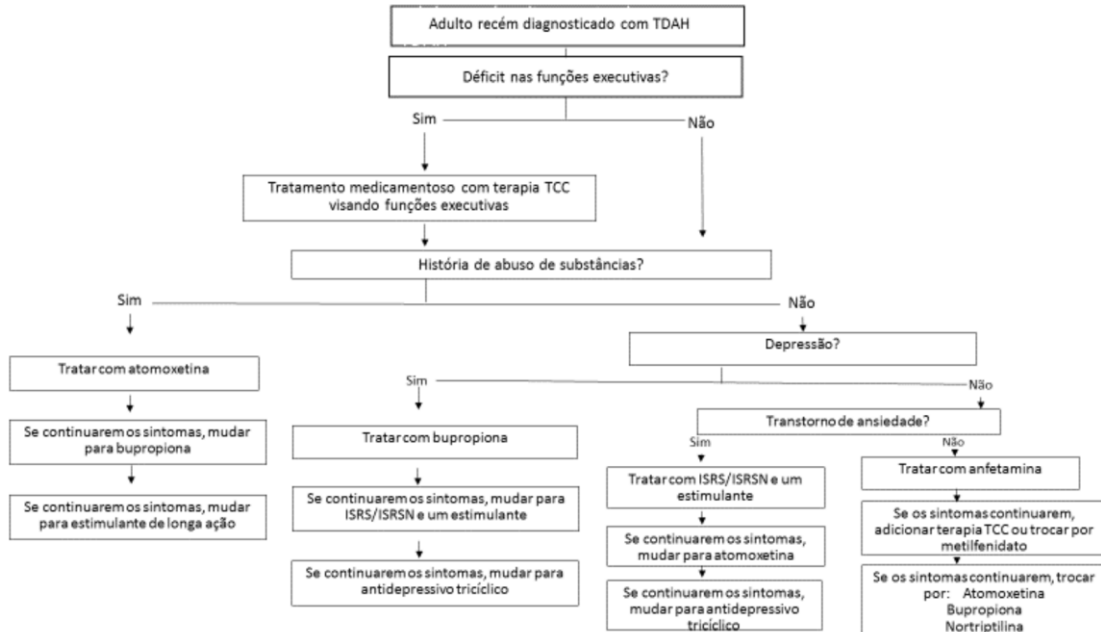 Adulto recém diagnosticado com TDAH
Déficit nas funções executivas?
Sim
Não
Tratamento medicamentoso com terapia TCC
visando funções executivas
História de abuso de substâncias?
Sim
Não
Depressão?
Tratar com atomoxetina
Sim
Não
Transtorno de ansiedade?
Se continuarem os sintomas, mudar
para bupropiona
Tratar com bupropiona
Sim
Não
Tratar com ISRS/ISRSN e um
estimulante
Tratar com anfetamina
Se continuarem os sintomas, mudar
para estimulante de longa ação
Se continuarem os sintomas, mudar para
ISRS/ISRSN e um estimulante
Se continuarem os sintomas,
mudar para atomoxetina
Se os sintomas continuarem,
adicionar terapia TCC ou trocar por
metilfenidato
Se continuarem os sintomas, mudar para
antidepressivo tricíclico
Se continuarem os sintomas,
mudar para antidepressivo
tricíclico
Se os sintomas continuarem, trocar
por: Atomoxetina
Bupropiona
Nortriptilina